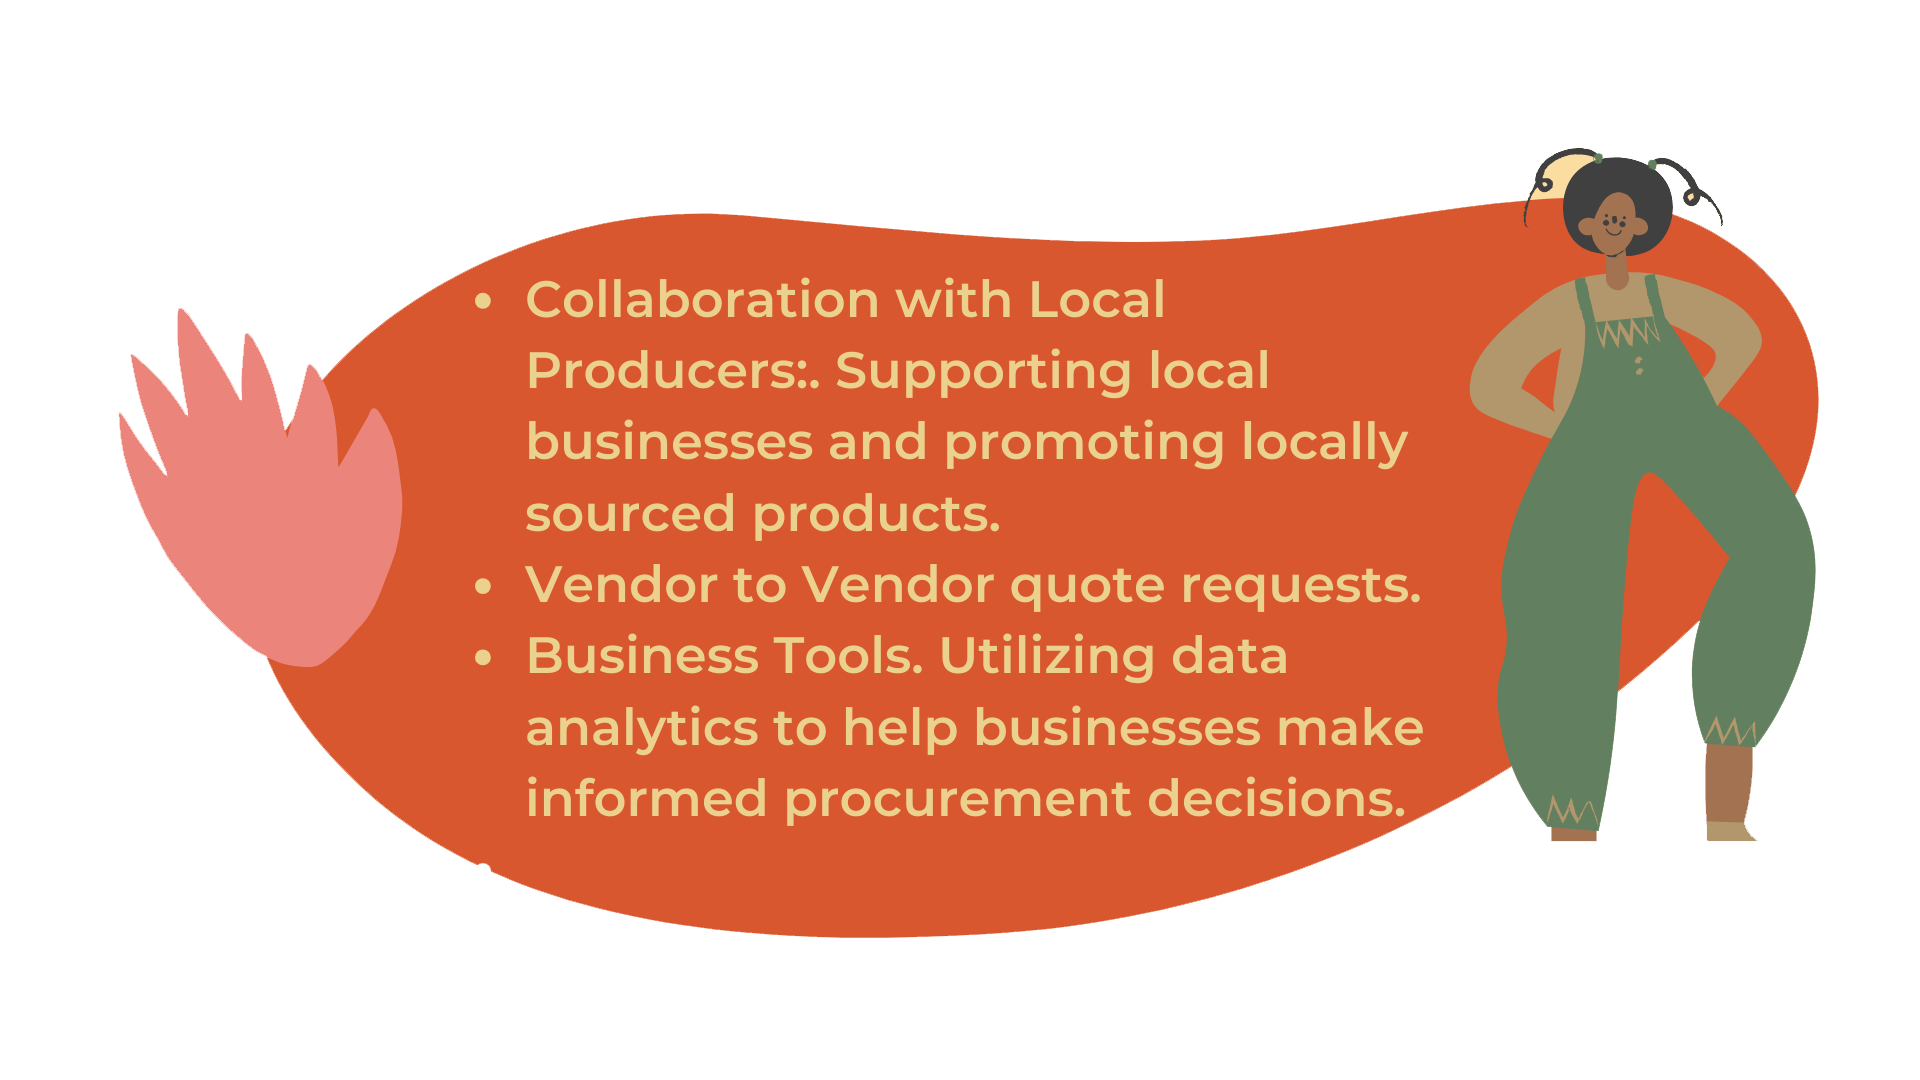 • Collaboration with Local
Producers:. Supporting local
businesses and promoting locally
sourced products.
• Vendor to Vendor quote requests.
• Business Tools. Utilizing data
analytics to help businesses make
informed procurement decisions.